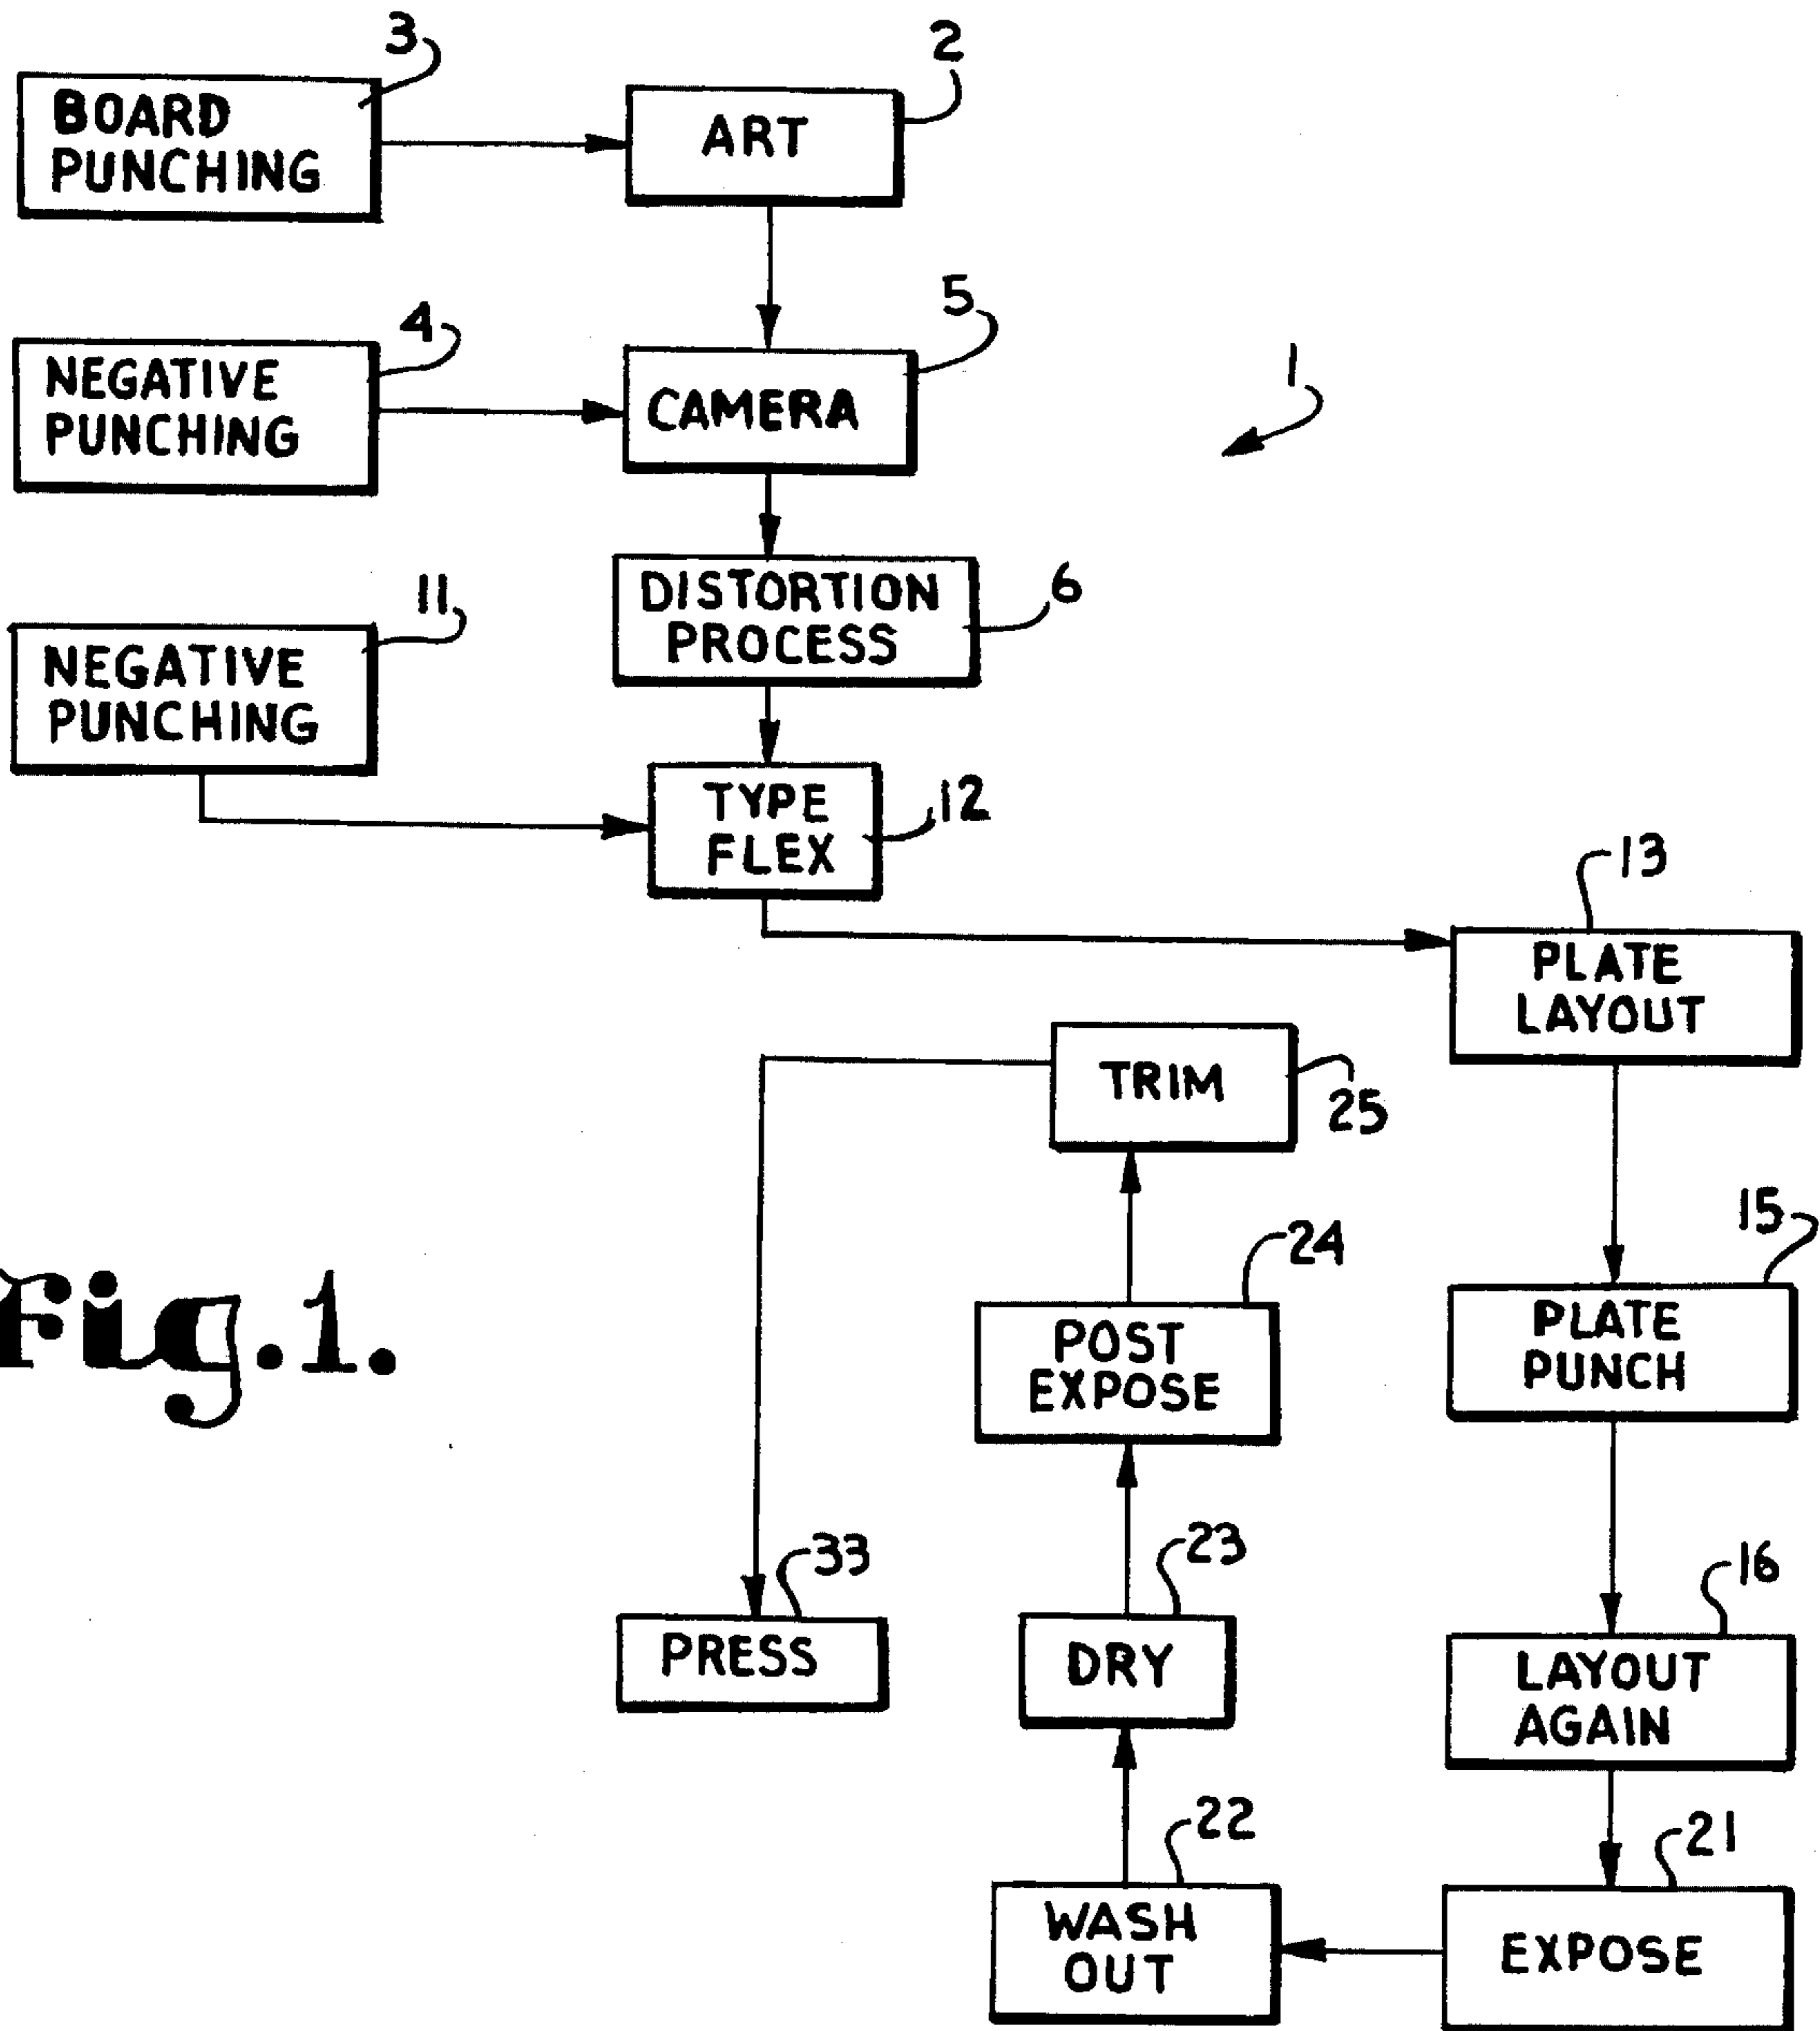 3
2
BOARD
PUNCHING
ART
4
5
NEGATIVE
PUNCHING
CAMERA
1
11
DISTORTION
PROCESS
6
NEGATIVE
PUNCHING
TYPE
FLEX
12
13
PLATE
LAYOUT
TRIM
25
15
24
PLATE
PUNCH
POST
EXPOSE
Fig.1.
33
23
16
PRESS
DRY
LAYOUT
AGAIN
22
21
WASH
OUT
EXPOSE